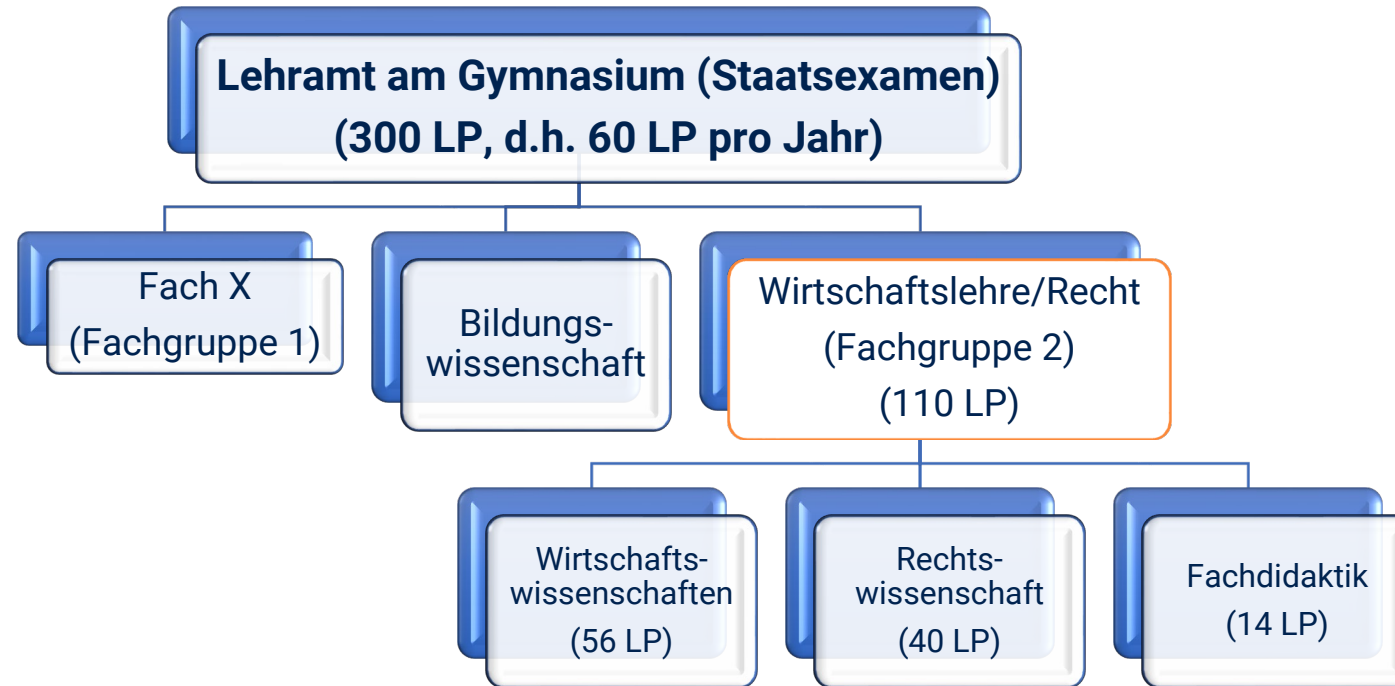 Lehramt am Gymnasium (Staatsexamen)
(300 LP, d.h. 60 LP pro Jahr)
Fach X
(Fachgruppe 1)
Bildungs-
wissenschaft
Wirtschaftslehre/Recht
(Fachgruppe 2)
(110 LP)
Wirtschafts-
wissenschaften
(56 LP)
Rechts-
wissenschaft
(40 LP)
Fachdidaktik
(14 LP)